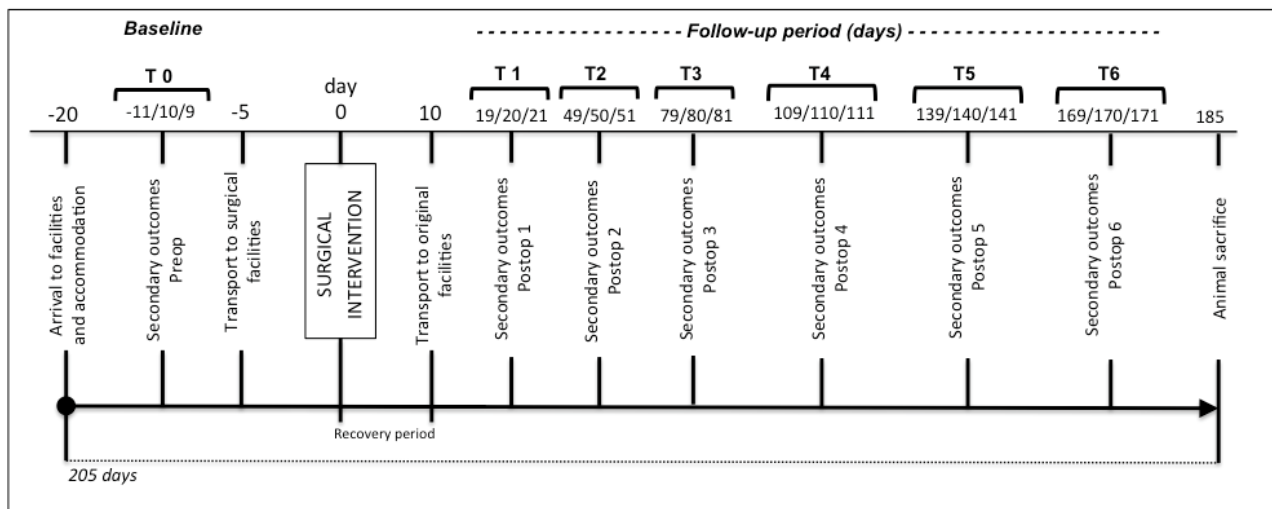 Baseline
Follow-up period (days)
T 0
day
T 1
T2
T3
T4
T5
T6
-20
-11/10/9
-5
0
10
19/20/21
49/50/51
79/80/81
109/110/111
139/140/141
169/170/171
185
Arrival to facilities
and accommodation
Secondary outcomes
Preop
Transport to surgical
facilities
SURGICAL
INTERVENTION
Transport to original
facilities
Secondary outcomes
Postop 1
Secondary outcomes
Postop 2
Secondary outcomes
Postop 3
Secondary outcomes
Postop 4
Secondary outcomes
Postop 5
Secondary outcomes
Postop 6
Animal sacrifice
Recovery period
205 days